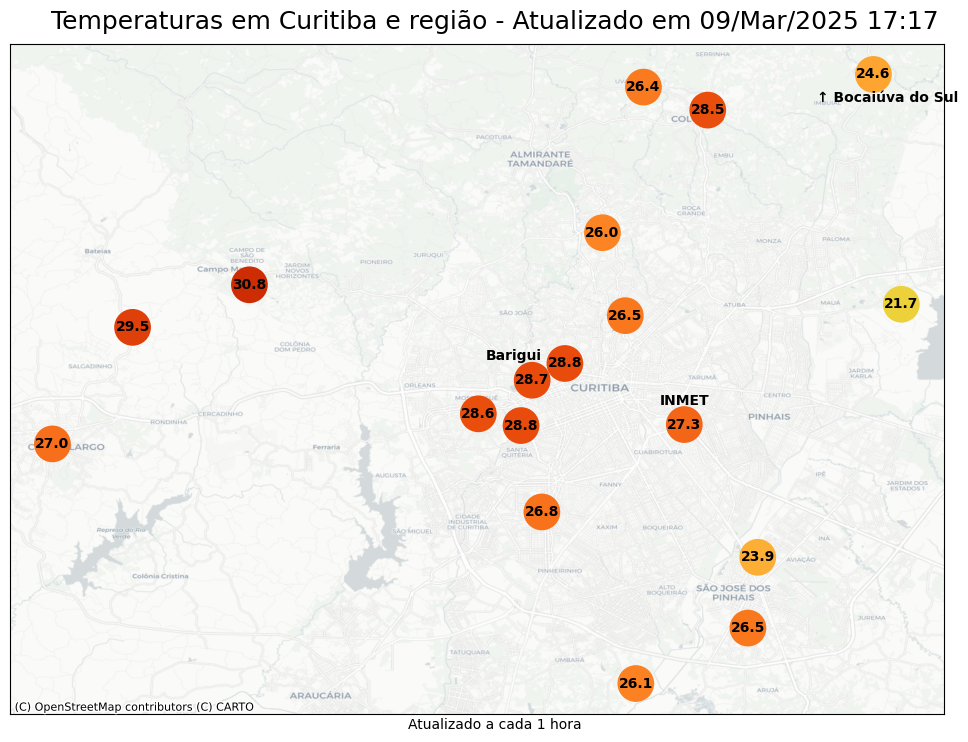 Temperaturas em Curitiba e região - Atualizado em 09/Mar/2025 17:17
SERRINHA
24.6
26.4
↑ Bocaiúva do Sul
28.5
PACOTUBA
EMBU
ALMIRANTE
TAMANDARÉ
ROÇA
GRANDE
26.0
MONZA
PALOMA
Bateias
CAMPO DE
SÃO
BENEDITO
JURUQUI
PIONEIRO
JARDIM
NOVOS
HORIZONTES
Campo M
30.8
21.7
MAUÁ
ATUBA
SÃO JOÃO
26.5
29.5
COLÔNIA
DOM PEDRO
Barigui
28.8
SALGADINHO
JARDIM
KARLA
28.7
TARUMÃ
ORLEANS
CURITIBA
CENTRO
INMET
28.6
CERCADINHO
RONDINHA
PINHAIS
27.3
28.8
27.0
LARGO
Ferraria
SANTA
QUITÉRIA
GUABIROTUBA
AUGUSTA
IPÊ
FANNY
JARDIM DOS
ESTADOS I
26.8
CIDADE
INDUSTRIAL
DE CURITIBA
SÃO MIGUEL
XAXIM
BOQUEIRÃO
Represa do Rio
Verde
INÁ
23.9
AVIAÇÃO
PINHEIRINHO
Colônia Cristina
ALTO
BOQUEIRÃO
SÃO JOSÉ DOS
PINHAIS
JUREMA
26.5
TATUQUARA
UMBARÁ
26.1
ARUJÁ
ARAUCÁRIA
(C) OpenStreetMap contributors (C) CARTO
Atualizado a cada 1 hora